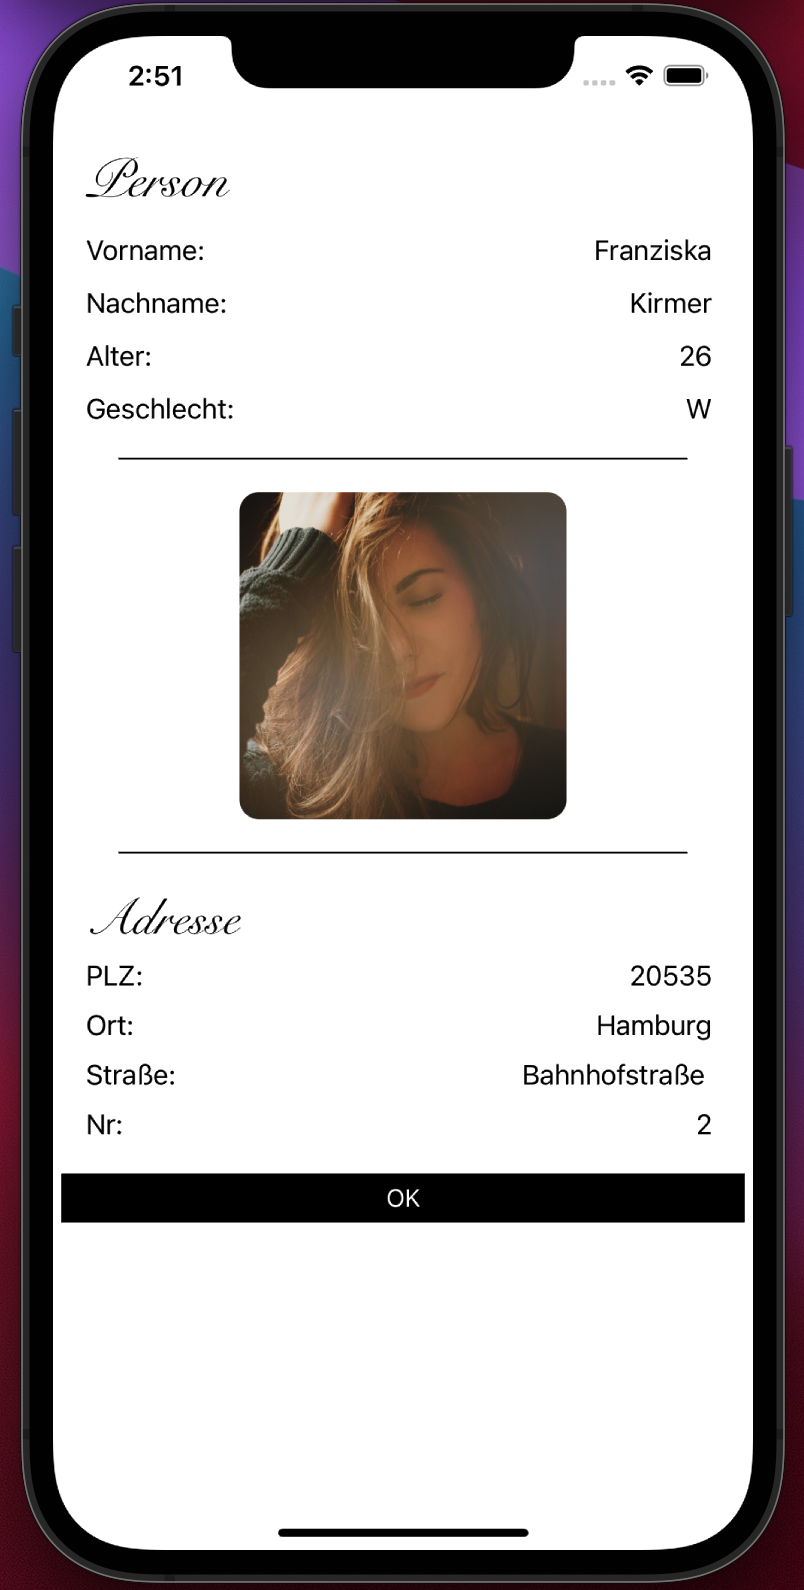 2:51
Person
Vorname: Franziska
Nachname: Kirmer
Alter: 26
Geschlecht: W
Adresse
PLZ: 20535
Ort: Hamburg
Straße: Bahnhofstraße
Nr: 2
OK